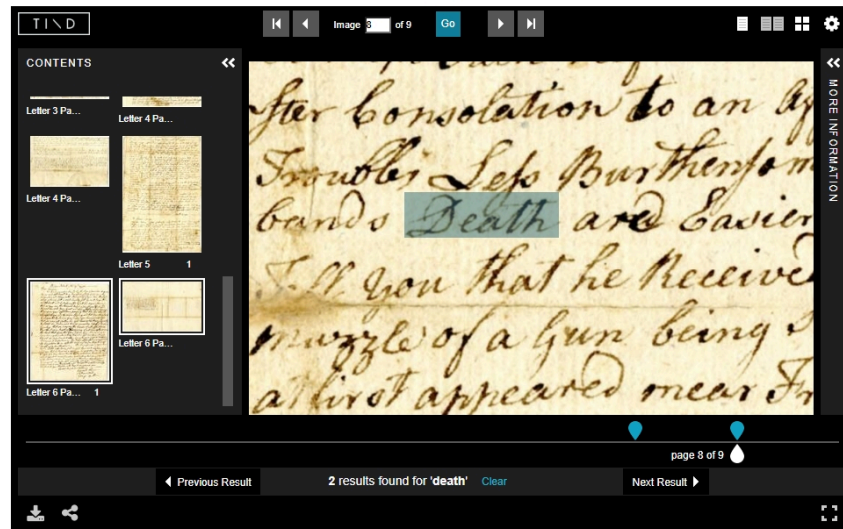 TIND
Image 8 of 9 Go
CONTENTS
MORE INFORMATION
Letter 3 Pa...
Letter 4 Pa...
Letter 4 Pa...
Letter 5 1
Letter 6 Pa... 1
Letter 6 Pa...
fter Consolation to an Af
Troubles Less Burthensom
bands Death are Easier
Tell you that he Receive
muzzle of a Gun being
at first appeared near
page 8 of 9
Previous Result
2 results found for 'death' Clear
Next Result